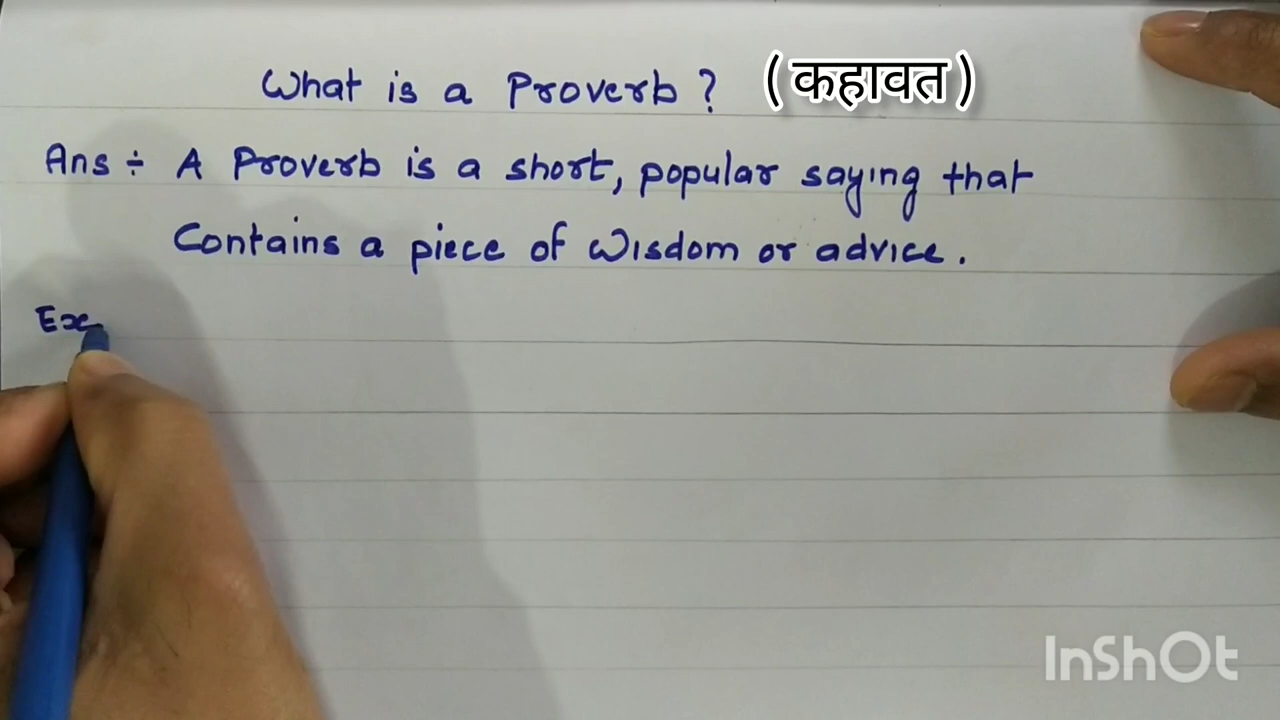 What is a Proverb ? (कहावत)
Ans ÷ A Proverb is a short, popular saying that
Contains a piece of Wisdom or advice.
Ex
InShOt